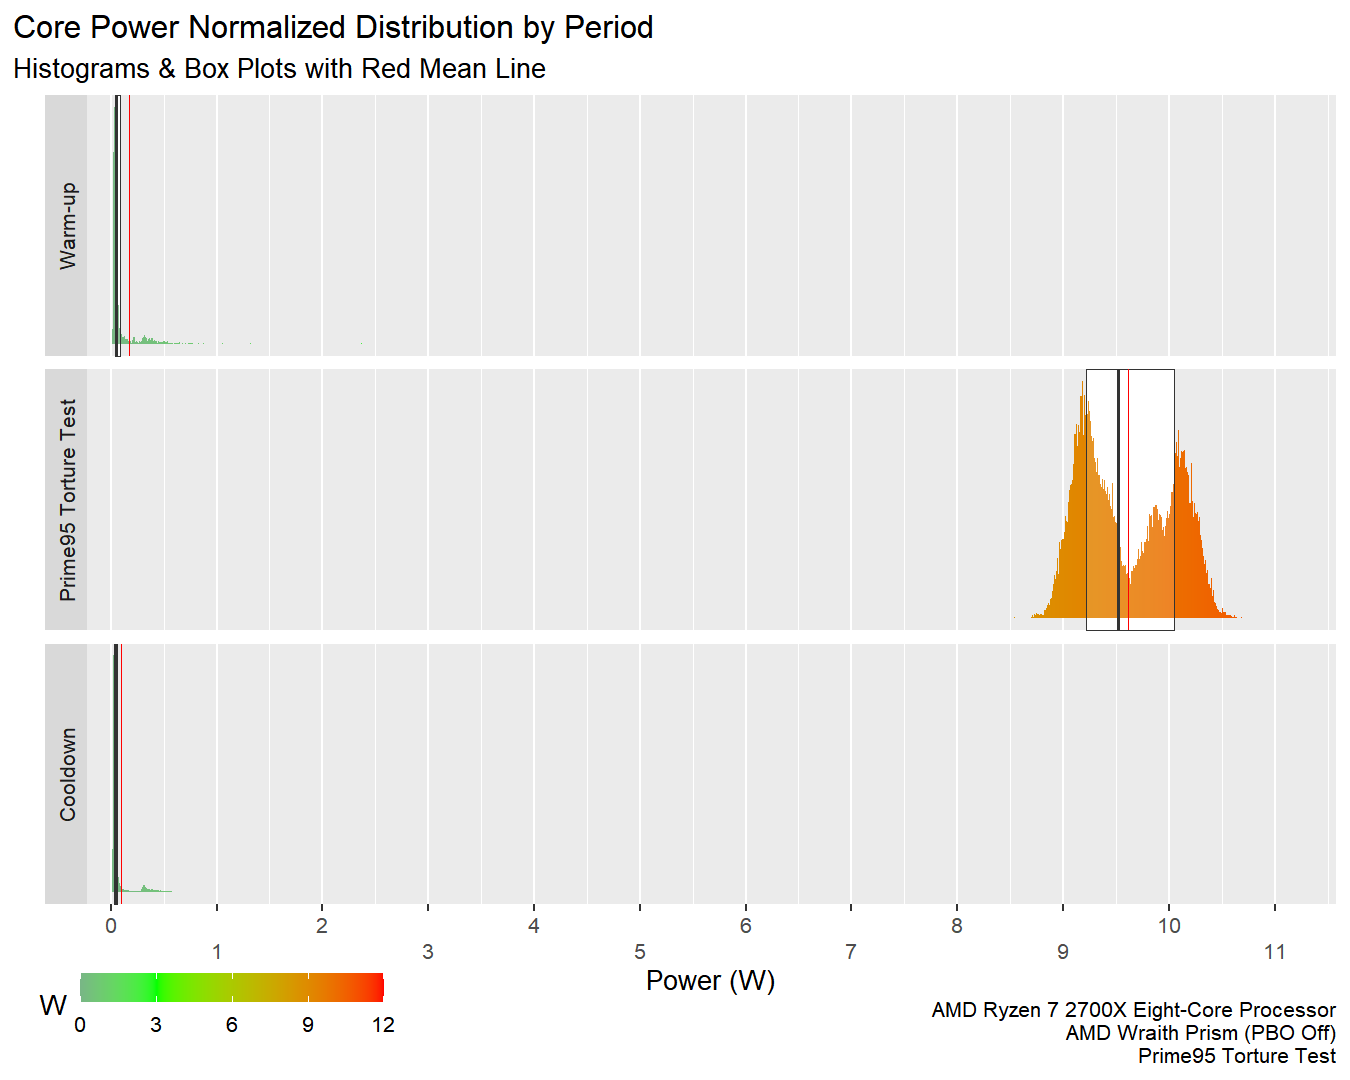 Core Power Normalized Distribution by Period
Histograms & Box Plots with Red Mean Line
Warm-up
Prime95 Torture Test
Cooldown
0 2 4 6 8 10
1 3 5 7 9 11
Power (W)
W
0 3 6 9 12
AMD Ryzen 7 2700X Eight-Core Processor
AMD Wraith Prism (PBO Off)
Prime95 Torture Test